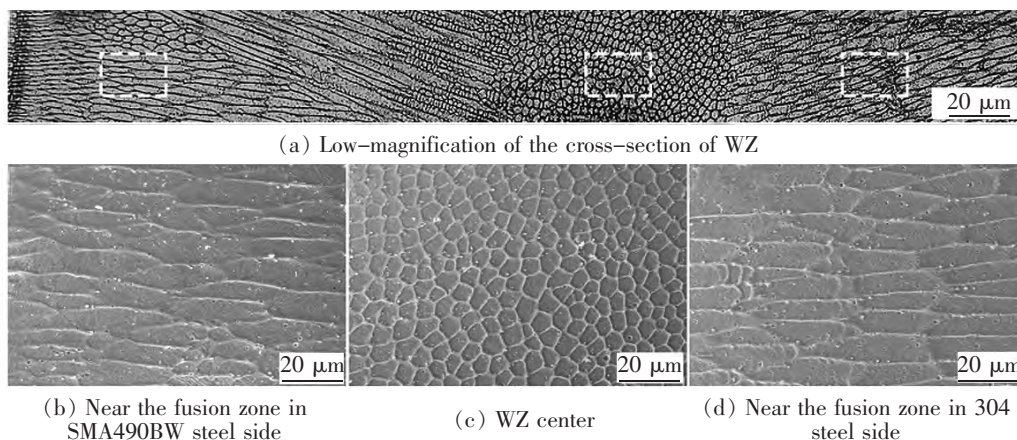 20 μm
(a) Low-magnification of the cross-section of WZ
20 μm
20 μm
20 μm
(b) Near the fusion zone in
SMA490BW steel side
(c) WZ center
(d) Near the fusion zone in 304
steel side